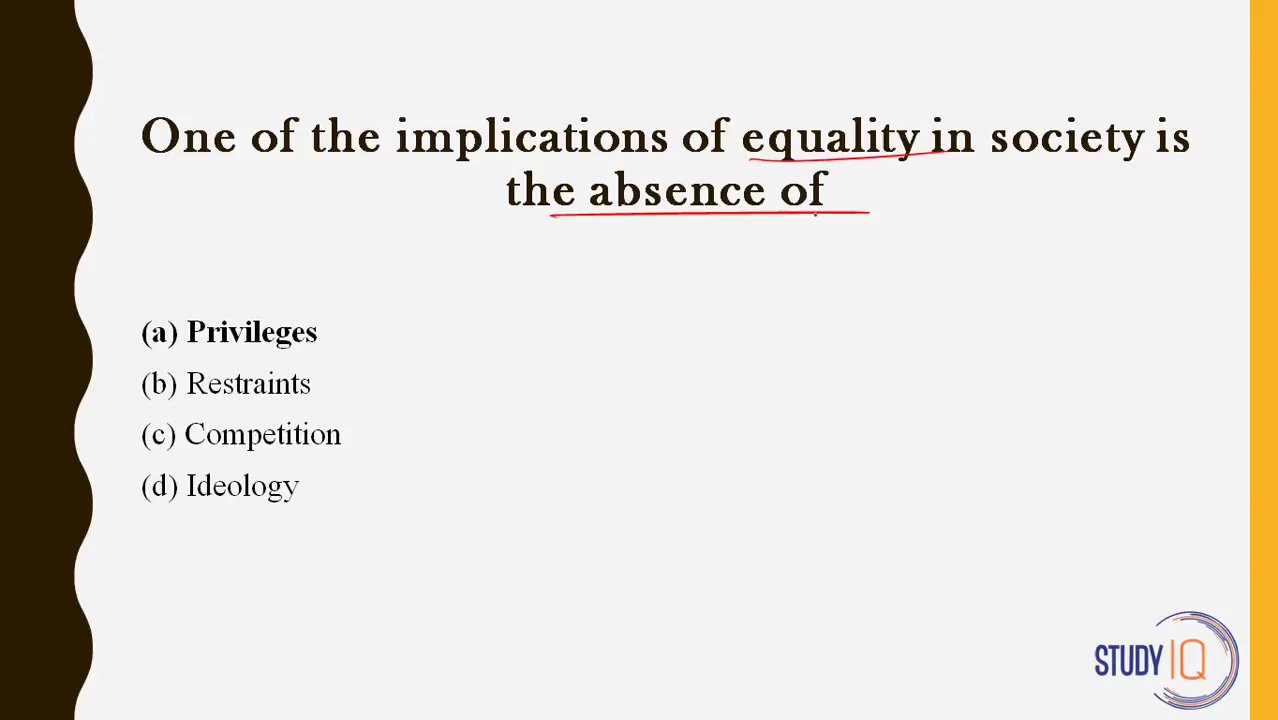 One of the implications of equality in society is
the absence of
(a) Privileges
(b) Restraints
(c) Competition
(d) Ideology
STUDY IQ